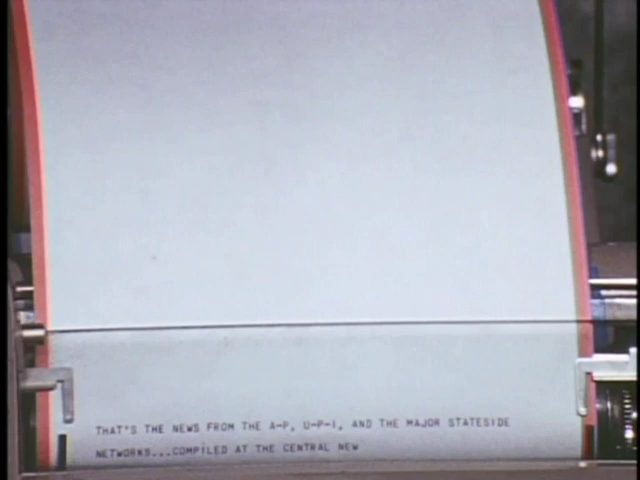 THAT'S THE NEWS FROM THE A-P, U-P-I, AND THE MAJOR STATESIDE
NETWORKS...COMPILED AT THE CENTRAL NEW